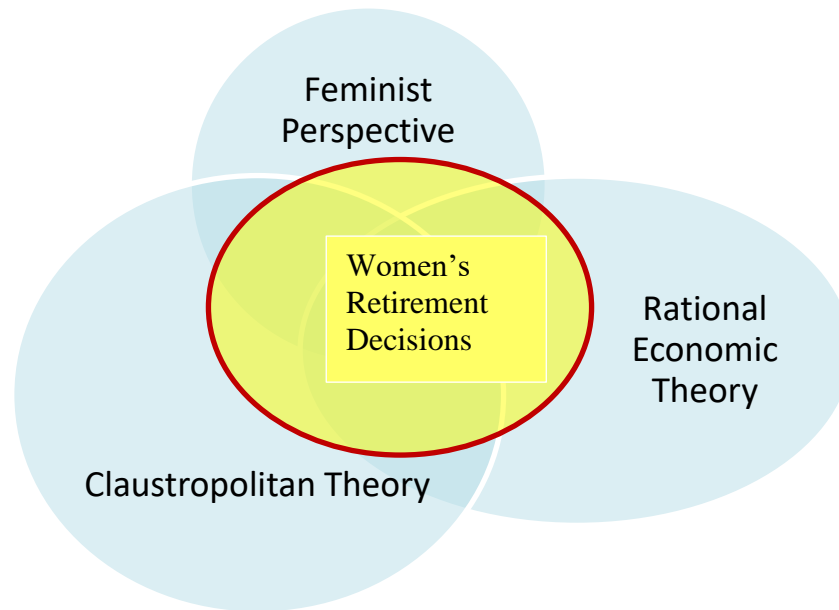 Feminist
Perspective
Women’s
Retirement
Decisions
Rational
Economic
Theory
Claustropolitan Theory